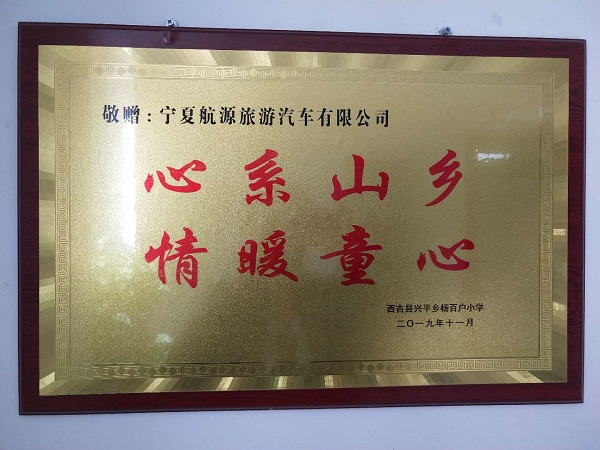 敬赠：宁夏航源旅游汽车有限公司
心系山乡
情暖童心
西吉县兴平乡杨百户小学
二〇一九年十一月